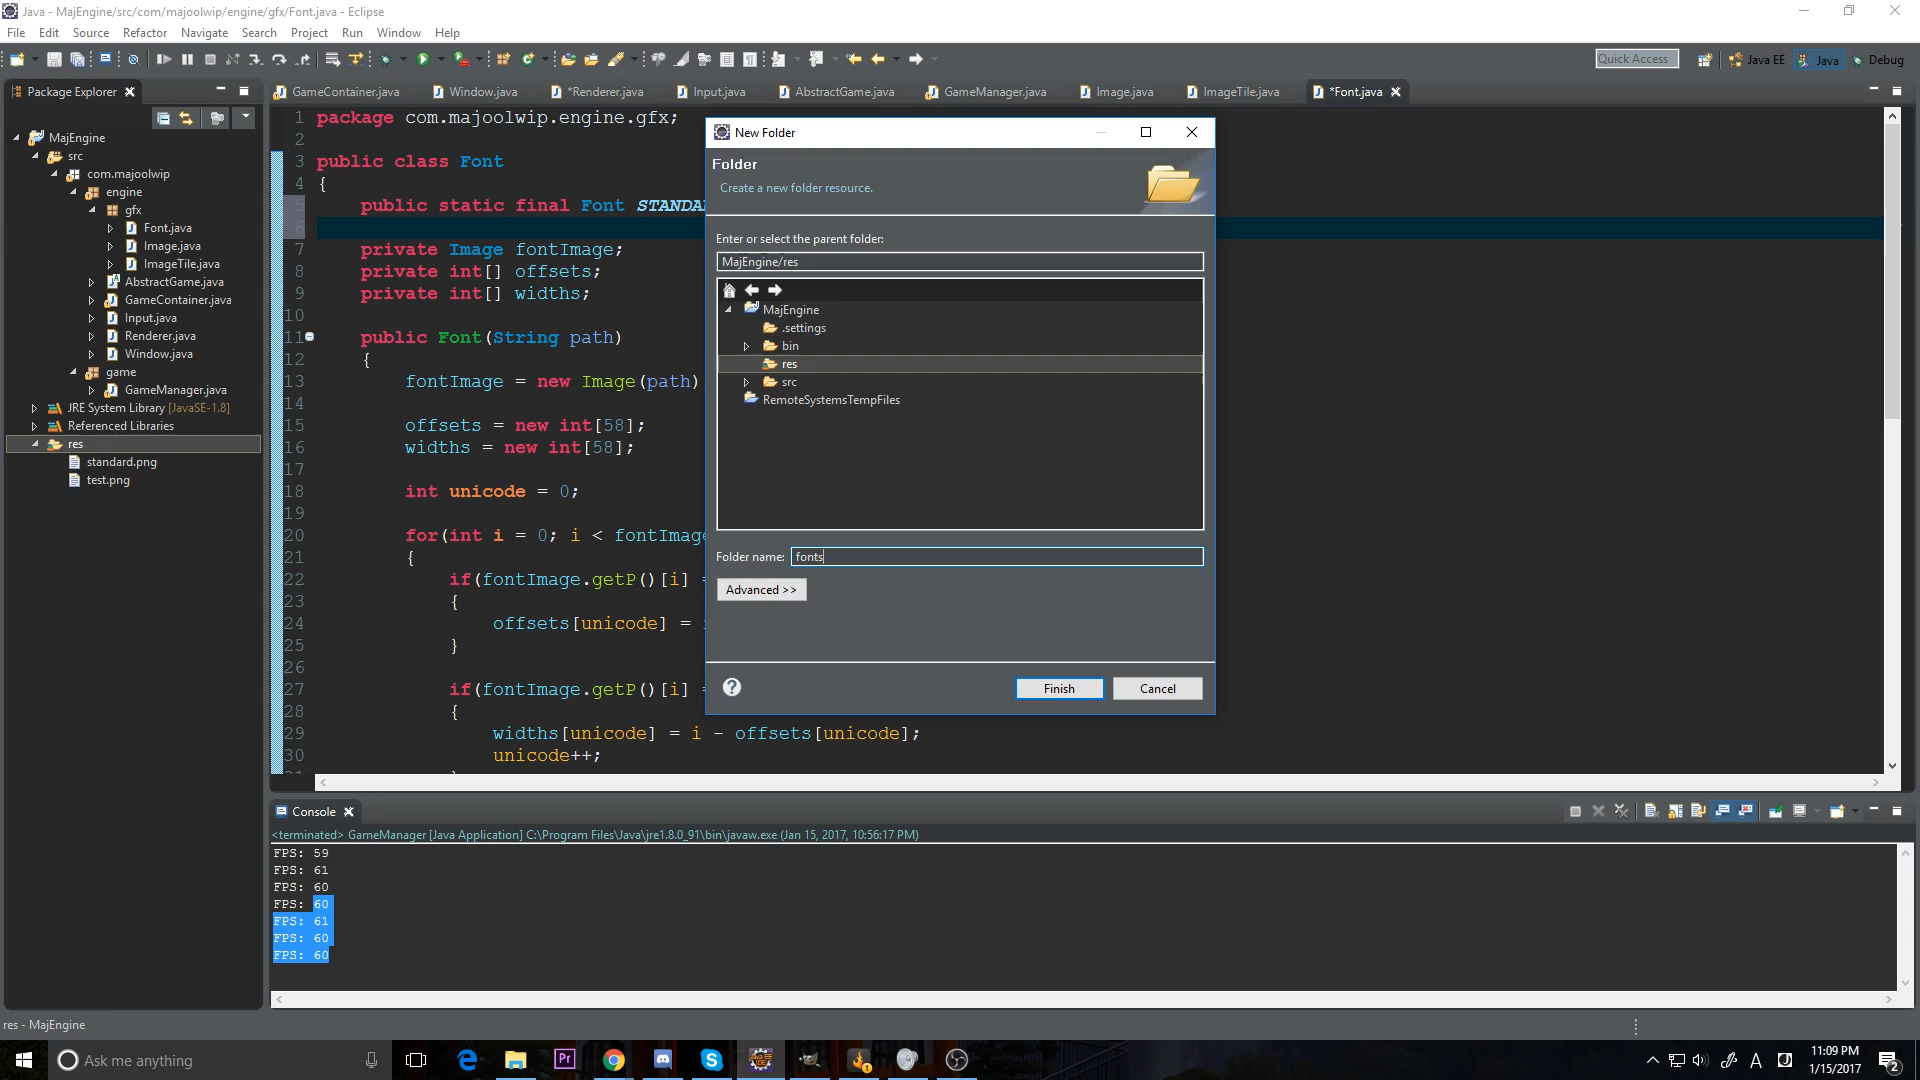 Java - MajEngine/src/com/majoolwip/engine/gfx/Font.java - Eclipse
File Edit Source Refactor Navigate Search Project Run Window Help
Quick Access Java EE Java Debug
Package Explorer
GameContainer.java Window.java *Renderer.java Input.java AbstractGame.java GameManager.java Image.java ImageTile.java *Font.java
MajEngine
src
com.majoolwip
engine
gfx
Font.java
Image.java
ImageTile.java
AbstractGame.java
GameContainer.java
Input.java
Renderer.java
Window.java
game
GameManager.java
JRE System Library [JavaSE-1.8]
Referenced Libraries
res
standard.png
test.png
1 package com.majoolwip.engine.gfx;
2
3 public class Font
4 {
5 public static final Font STANDA
6
7 private Image fontImage;
8 private int[] offsets;
9 private int[] widths;
10
11 public Font(String path)
12 {
13 fontImage = new Image(path)
14
15 offsets = new int[58];
16 widths = new int[58];
17
18 int unicode = 0;
19
20 for(int i = 0; i < fontImag
21 {
22 if(fontImage.getP()[i] =
23 {
24 offsets[unicode] =
25 }
26
27 if(fontImage.getP()[i] =
28 {
29 widths[unicode] = i - offsets[unicode];
30 unicode++;
New Folder
Folder
Create a new folder resource.
Enter or select the parent folder:
MajEngine/res
MajEngine
.settings
bin
res
src
RemoteSystemsTempFiles
Folder name: fonts
Advanced >>
Finish Cancel
Console
<terminated> GameManager [Java Application] C:\Program Files\Java\jre1.8.0_91\bin\javaw.exe (Jan 15, 2017, 10:56:17 PM)
FPS: 59
FPS: 61
FPS: 60
FPS: 60
FPS: 61
FPS: 60
FPS: 60
res - MajEngine
Ask me anything
11:09 PM
1/15/2017